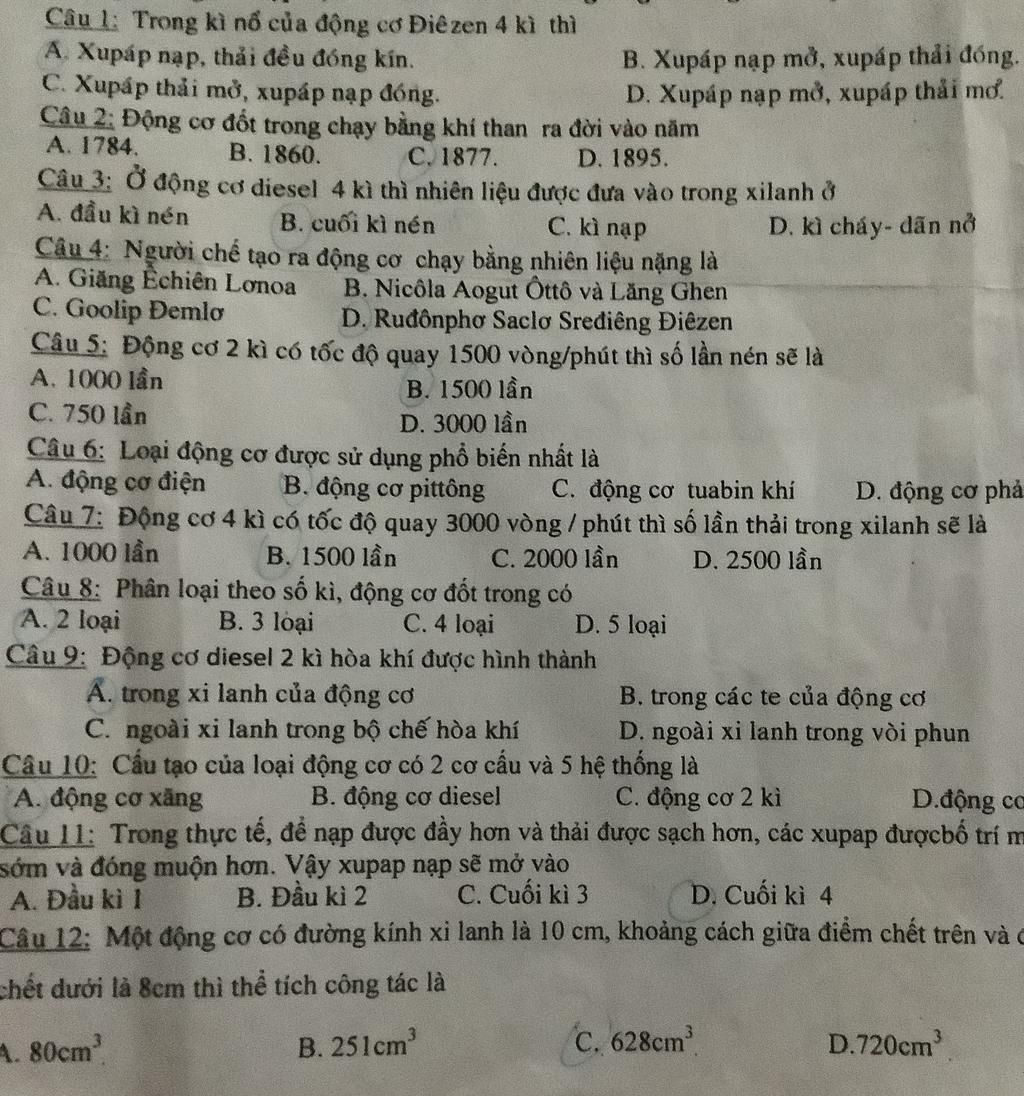 Câu 1: Trong kì nổ của động cơ Điêzen 4 kì thì
A. Xupáp nạp, thải đều đóng kín. B. Xupáp nạp mở, xupáp thải đóng.
C. Xupáp thải mở, xupáp nạp đóng. D. Xupáp nạp mở, xupáp thải mở.
Câu 2: Động cơ đốt trong chạy bằng khí than ra đời vào năm
A. 1784. B. 1860. C. 1877. D. 1895.
Câu 3: Ở động cơ diesel 4 kì thì nhiên liệu được đưa vào trong xilanh ở
A. đầu kì nén B. cuối kì nén C. kì nạp D. kì cháy- dãn nở
Câu 4: Người chế tạo ra động cơ chạy bằng nhiên liệu nặng là
A. Giăng Êchiên Lơnoa B. Nicôla Aogut Ôttô và Lăng Ghen
C. Goolip Đemlơ D. Ruđônphơ Saclơ Sređiêng Điêzen
Câu 5: Động cơ 2 kì có tốc độ quay 1500 vòng/phút thì số lần nén sẽ là
A. 1000 lần B. 1500 lần
C. 750 lần D. 3000 lần
Câu 6: Loại động cơ được sử dụng phổ biến nhất là
A. động cơ điện B. động cơ pittông C. động cơ tuabin khí D. động cơ phả
Câu 7: Động cơ 4 kì có tốc độ quay 3000 vòng / phút thì số lần thải trong xilanh sẽ là
A. 1000 lần B. 1500 lần C. 2000 lần D. 2500 lần
Câu 8: Phân loại theo số kì, động cơ đốt trong có
A. 2 loại B. 3 loại C. 4 loại D. 5 loại
Câu 9: Động cơ diesel 2 kì hòa khí được hình thành
A. trong xi lanh của động cơ B. trong các te của động cơ
C. ngoài xi lanh trong bộ chế hòa khí D. ngoài xi lanh trong vòi phun
Câu 10: Cấu tạo của loại động cơ có 2 cơ cấu và 5 hệ thống là
A. động cơ xăng B. động cơ diesel C. động cơ 2 kì D.động cơ
Câu 11: Trong thực tế, để nạp được đầy hơn và thải được sạch hơn, các xupap đượcbố trí m
sớm và đóng muộn hơn. Vậy xupap nạp sẽ mở vào
A. Đầu kì 1 B. Đầu kì 2 C. Cuối kì 3 D. Cuối kì 4
Câu 12: Một động cơ có đường kính xi lanh là 10 cm, khoảng cách giữa điểm chết trên và
chết dưới là 8cm thì thể tích công tác là
A. 80cm³. B. 251cm³ C. 628cm³. D.720cm³.